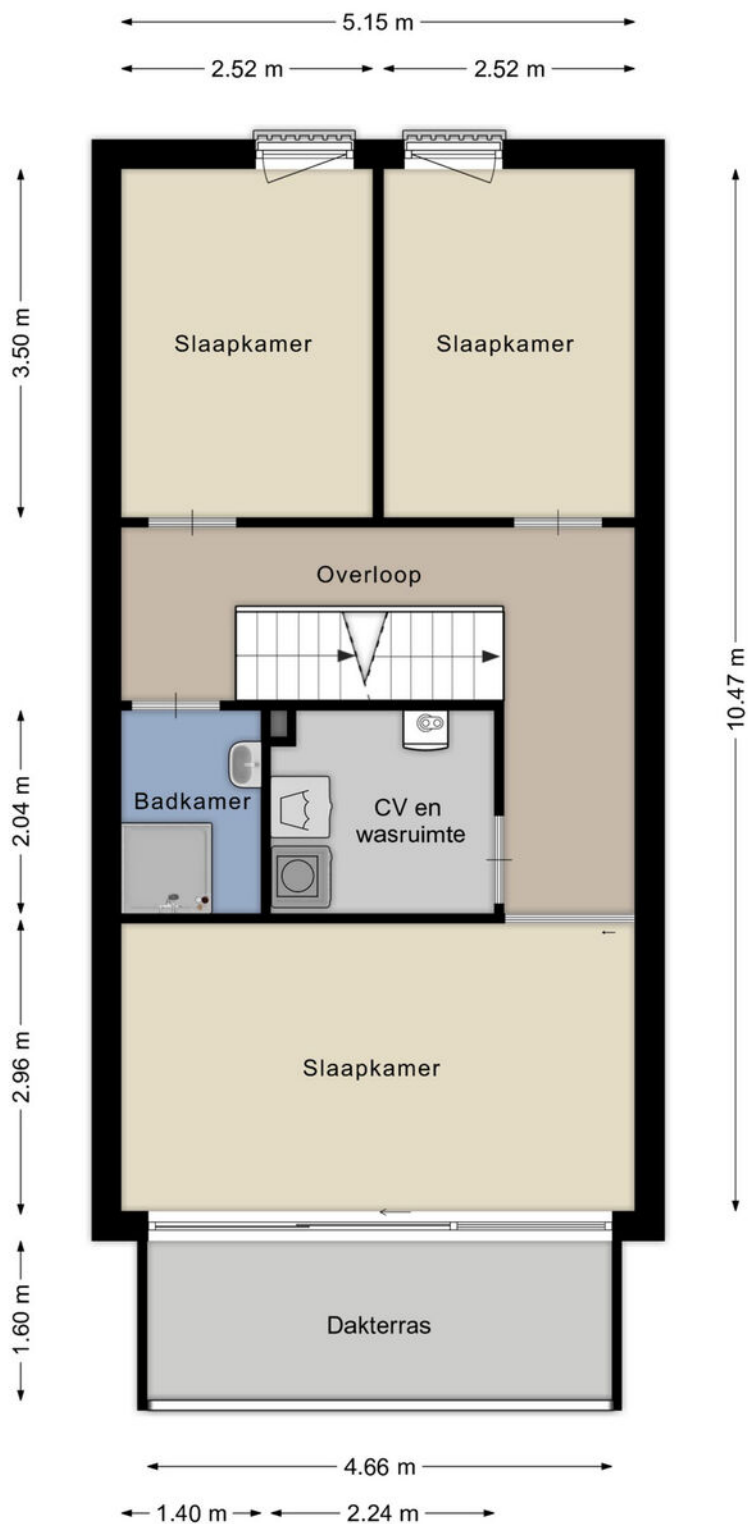 5.15 m
2.52 m
2.52 m
3.50 m
Slaapkamer
Slaapkamer
Overloop
10.47 m
2.04 m
Badkamer
CV en
wasruimte
2.96 m
Slaapkamer
1.60 m
Dakterras
4.66 m
1.40 m
2.24 m